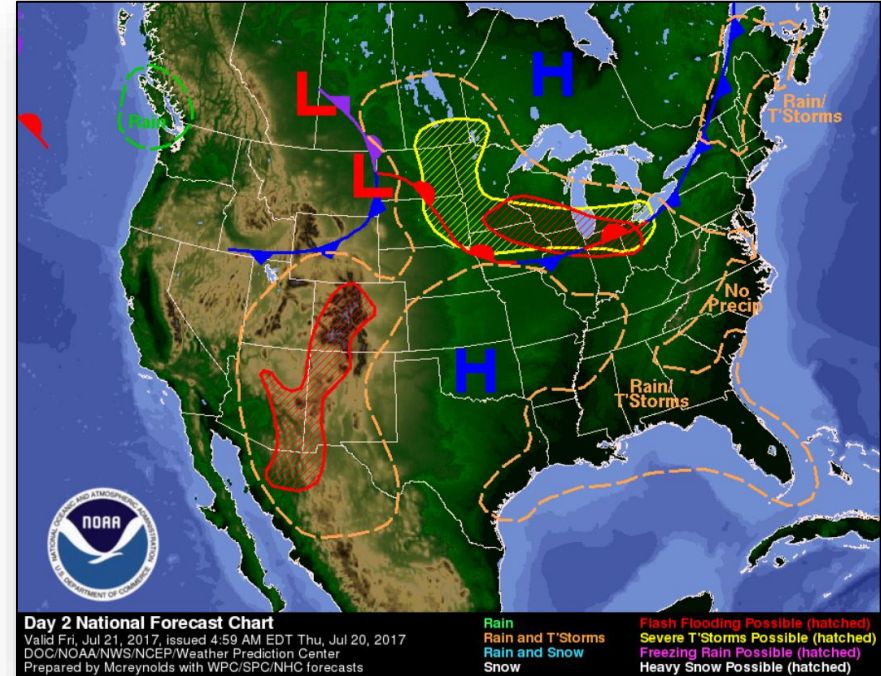 L
H
Rain
L
Rain/
T'Storms
No
Precip
H
Rain/
T'Storms
NATIONAL OCEANIC AND ATMOSPHERIC ADMINISTRATION
NOAA
U.S. DEPARTMENT OF COMMERCE
Day 2 National Forecast Chart
Valid Fri, Jul 21, 2017, issued 4:59 AM EDT Thu, Jul 20, 2017
DOC/NOAA/NWS/NCEP/Weather Prediction Center
Prepared by Mcreynolds with WPC/SPC/NHC forecasts
Rain
Rain and T'Storms
Rain and Snow
Snow
Flash Flooding Possible (hatched)
Severe T'Storms Possible (hatched)
Freezing Rain Possible (hatched)
Heavy Snow Possible (hatched)